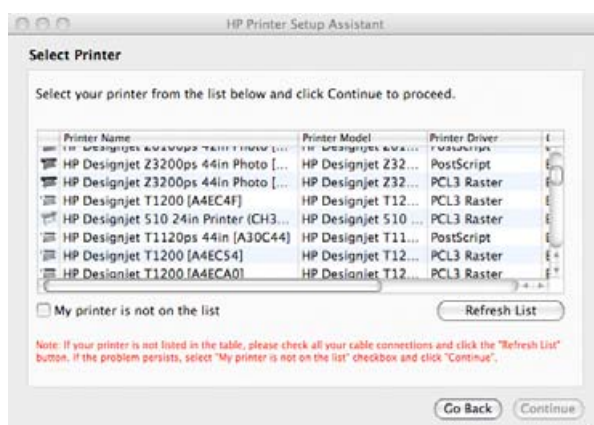 HP Printer Setup Assistant
Select Printer
Select your printer from the list below and click Continue to proceed.
Printer Name Printer Model Printer Driver
HP Designjet Z3200ps 44in Photo [... HP Designjet Z32... PostScript
HP Designjet Z3200ps 44in Photo [... HP Designjet Z32... PCL3 Raster
HP Designjet T1200 [A4EC4F] HP Designjet T12... PCL3 Raster
HP Designjet 510 24in Printer (CH3... HP Designjet 510 ... PCL3 Raster
HP Designjet T1120ps 44in [A30C44] HP Designjet T11... PostScript
HP Designjet T1200 [A4EC54] HP Designjet T12... PCL3 Raster
HP Designjet T1200 [A4ECA0] HP Designjet T12... PCL3 Raster
My printer is not on the list
Refresh List
Note: If your printer is not listed in the table, please check all your cable connections and click the "Refresh List"
button. If the problem persists, select "My printer is not on the list" checkbox and click "Continue".
Go Back Continue